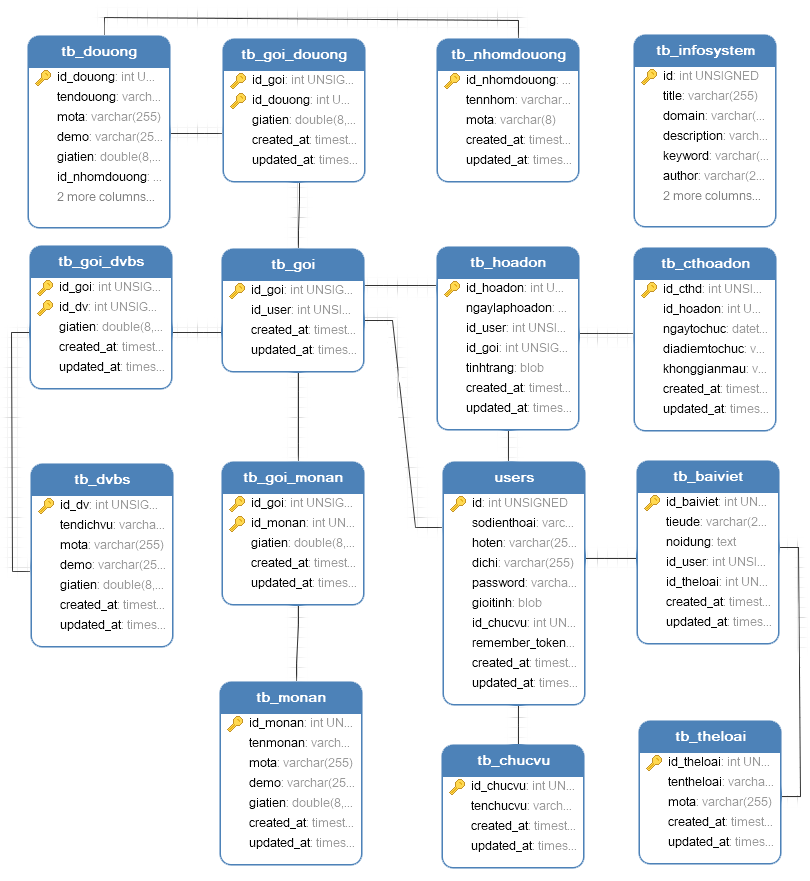 tb_douong
id_douong: int U...
tendouong: varch...
mota: varchar(255)
demo: varchar(25...
giatien: double(8,...
id_nhomdouong: ...
2 more columns...
tb_goi_douong
id_goi: int UNSIG...
id_douong: int U...
giatien: double(8,...
created_at: timest...
updated_at: times...
tb_nhomdouong
id_nhomdouong: ...
tennhom: varchar...
mota: varchar(8)
created_at: timest...
updated_at: times...
tb_infosystem
id: int UNSIGNED
title: varchar(255)
domain: varchar(...
description: varch...
keyword: varchar(...
author: varchar(2...
2 more columns...
tb_goi_dvbs
id_goi: int UNSIG...
id_dv: int UNSIG...
giatien: double(8,...
created_at: timest...
updated_at: times...
tb_goi
id_goi: int UNSIG...
id_user: int UNSI...
created_at: timest...
updated_at: times...
tb_hoadon
id_hoadon: int U...
ngaylaphoadon: ...
id_user: int UNSI...
id_goi: int UNSIG...
tinhtrang: blob
created_at: timest...
updated_at: times...
tb_cthoadon
id_cthd: int UNSI...
id_hoadon: int U...
ngaytochuc: datet...
diadiemtochuc: v...
khonggianmau: v...
created_at: timest...
updated_at: times...
tb_dvbs
id_dv: int UNSIG...
tendichvu: varcha...
mota: varchar(255)
demo: varchar(25...
giatien: double(8,...
created_at: timest...
updated_at: times...
tb_goi_monan
id_goi: int UNSIG...
id_monan: int UN...
giatien: double(8,...
created_at: timest...
updated_at: times...
users
id: int UNSIGNED
sodienthoai: varc...
hoten: varchar(25...
dichi: varchar(255)
password: varcha...
gioitinh: blob
id_chucvu: int UN...
remember_token...
created_at: timest...
updated_at: times...
tb_baiviet
id_baiviet: int UN...
tieude: varchar(2...
noidung: text
id_user: int UNSI...
id_theloai: int UN...
created_at: timest...
updated_at: times...
tb_monan
id_monan: int UN...
tenmonan: varch...
mota: varchar(255)
demo: varchar(25...
giatien: double(8,...
created_at: timest...
updated_at: times...
tb_chucvu
id_chucvu: int UN...
tenchucvu: varch...
created_at: timest...
updated_at: times...
tb_theloai
id_theloai: int UN...
tentheloai: varcha...
mota: varchar(255)
created_at: timest...
updated_at: times...